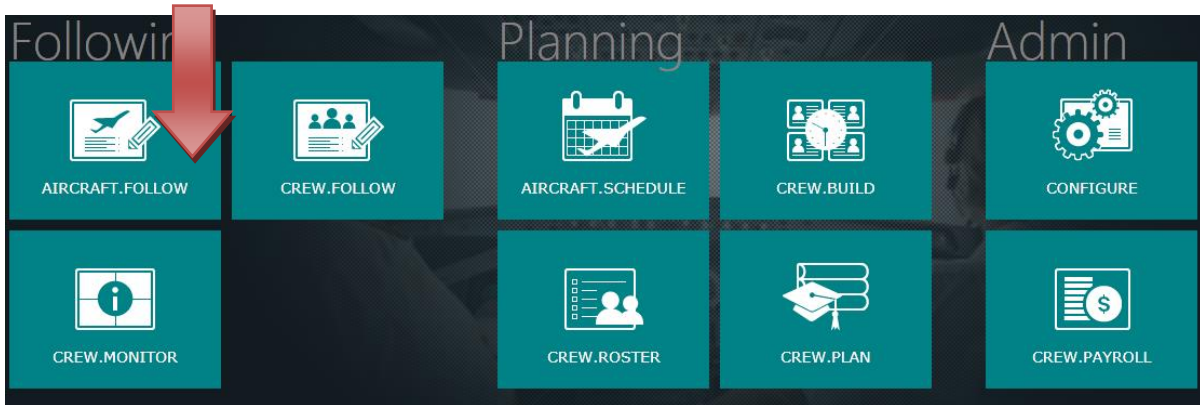 Following
Planning
Admin
AIRCRAFT.FOLLOW
CREW.FOLLOW
AIRCRAFT.SCHEDULE
CREW.BUILD
CONFIGURE
CREW.MONITOR
CREW.ROSTER
CREW.PLAN
CREW.PAYROLL